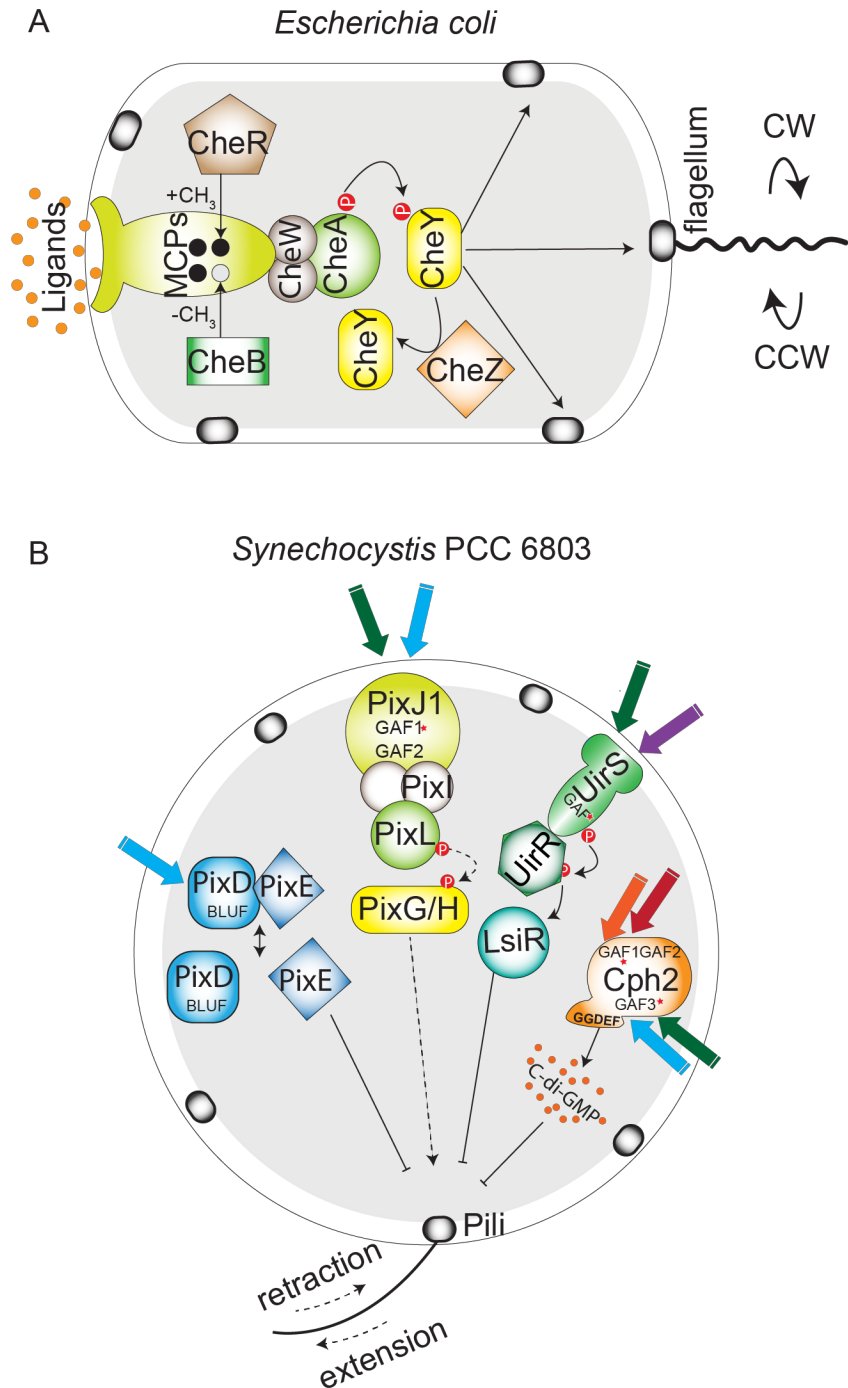 A
Escherichia coli
CheR
+CH3
Ligands
MCPs
CheW
CheA
P
P
CheY
flagellum
CW
-CH3
CheB
CheY
CheZ
CCW
B
Synechocystis PCC 6803
PixJ1
GAF1
GAF2
PixI
PixL
P
P
PixG/H
UirS
GAF
P
UirR
P
LsiR
PixD
BLUF
PixE
PixD
BLUF
PixE
GAF1GAF2
Cph2
GAF3
GGDEF
C-di-GMP
Pili
retraction
extension